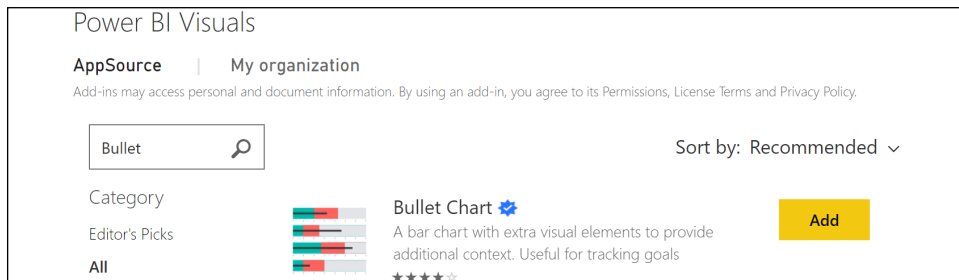 Power BI Visuals
AppSource | My organization
Add-ins may access personal and document information. By using an add-in, you agree to its Permissions, License Terms and Privacy Policy.
Bullet
Sort by: Recommended
Category
Bullet Chart
Add
Editor's Picks
A bar chart with extra visual elements to provide
additional context. Useful for tracking goals
All